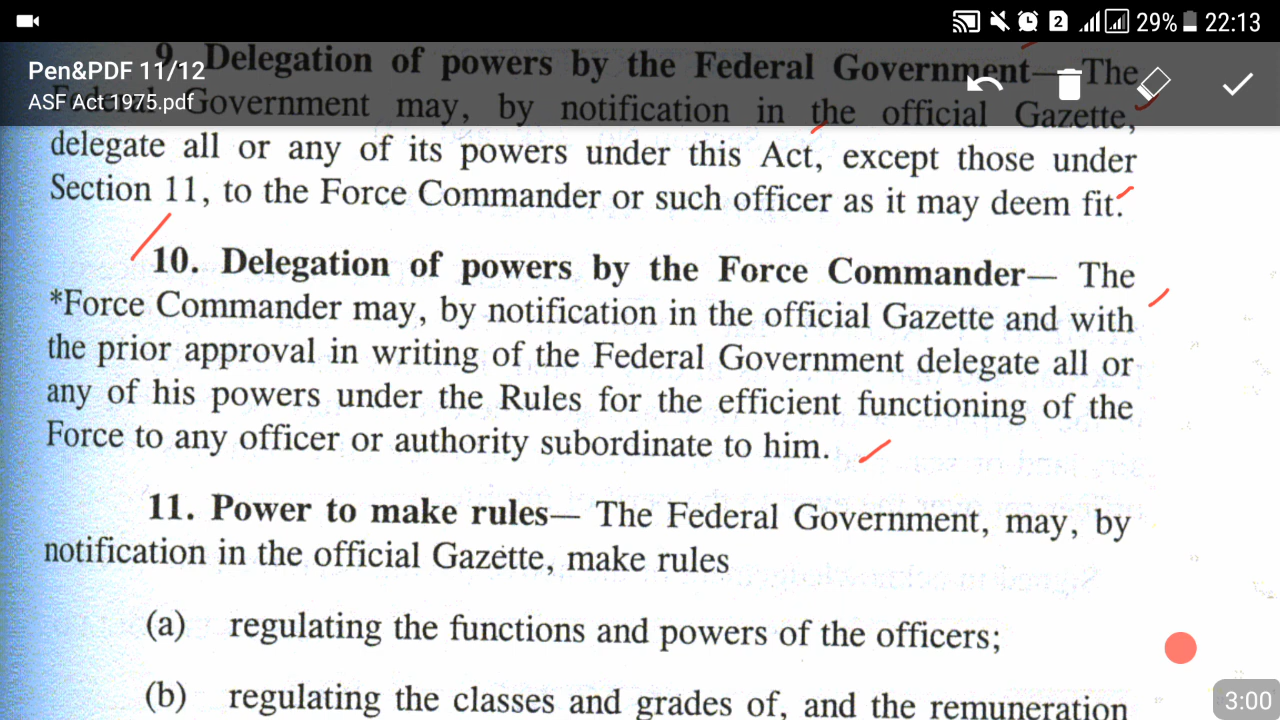 2 29% 22:13
9. Delegation of powers by the Federal Government— The
Pen&PDF 11/12
Federal Government may, by notification in the official Gazette,
ASF Act 1975.pdf
delegate all or any of its powers under this Act, except those under
Section 11, to the Force Commander or such officer as it may deem fit.
10. Delegation of powers by the Force Commander— The
*Force Commander may, by notification in the official Gazette and with
the prior approval in writing of the Federal Government delegate all or
any of his powers under the Rules for the efficient functioning of the
Force to any officer or authority subordinate to him.
11. Power to make rules— The Federal Government, may, by
notification in the official Gazette, make rules
(a) regulating the functions and powers of the officers;
(b) regulating the classes and grades of, and the remuneration
3:00